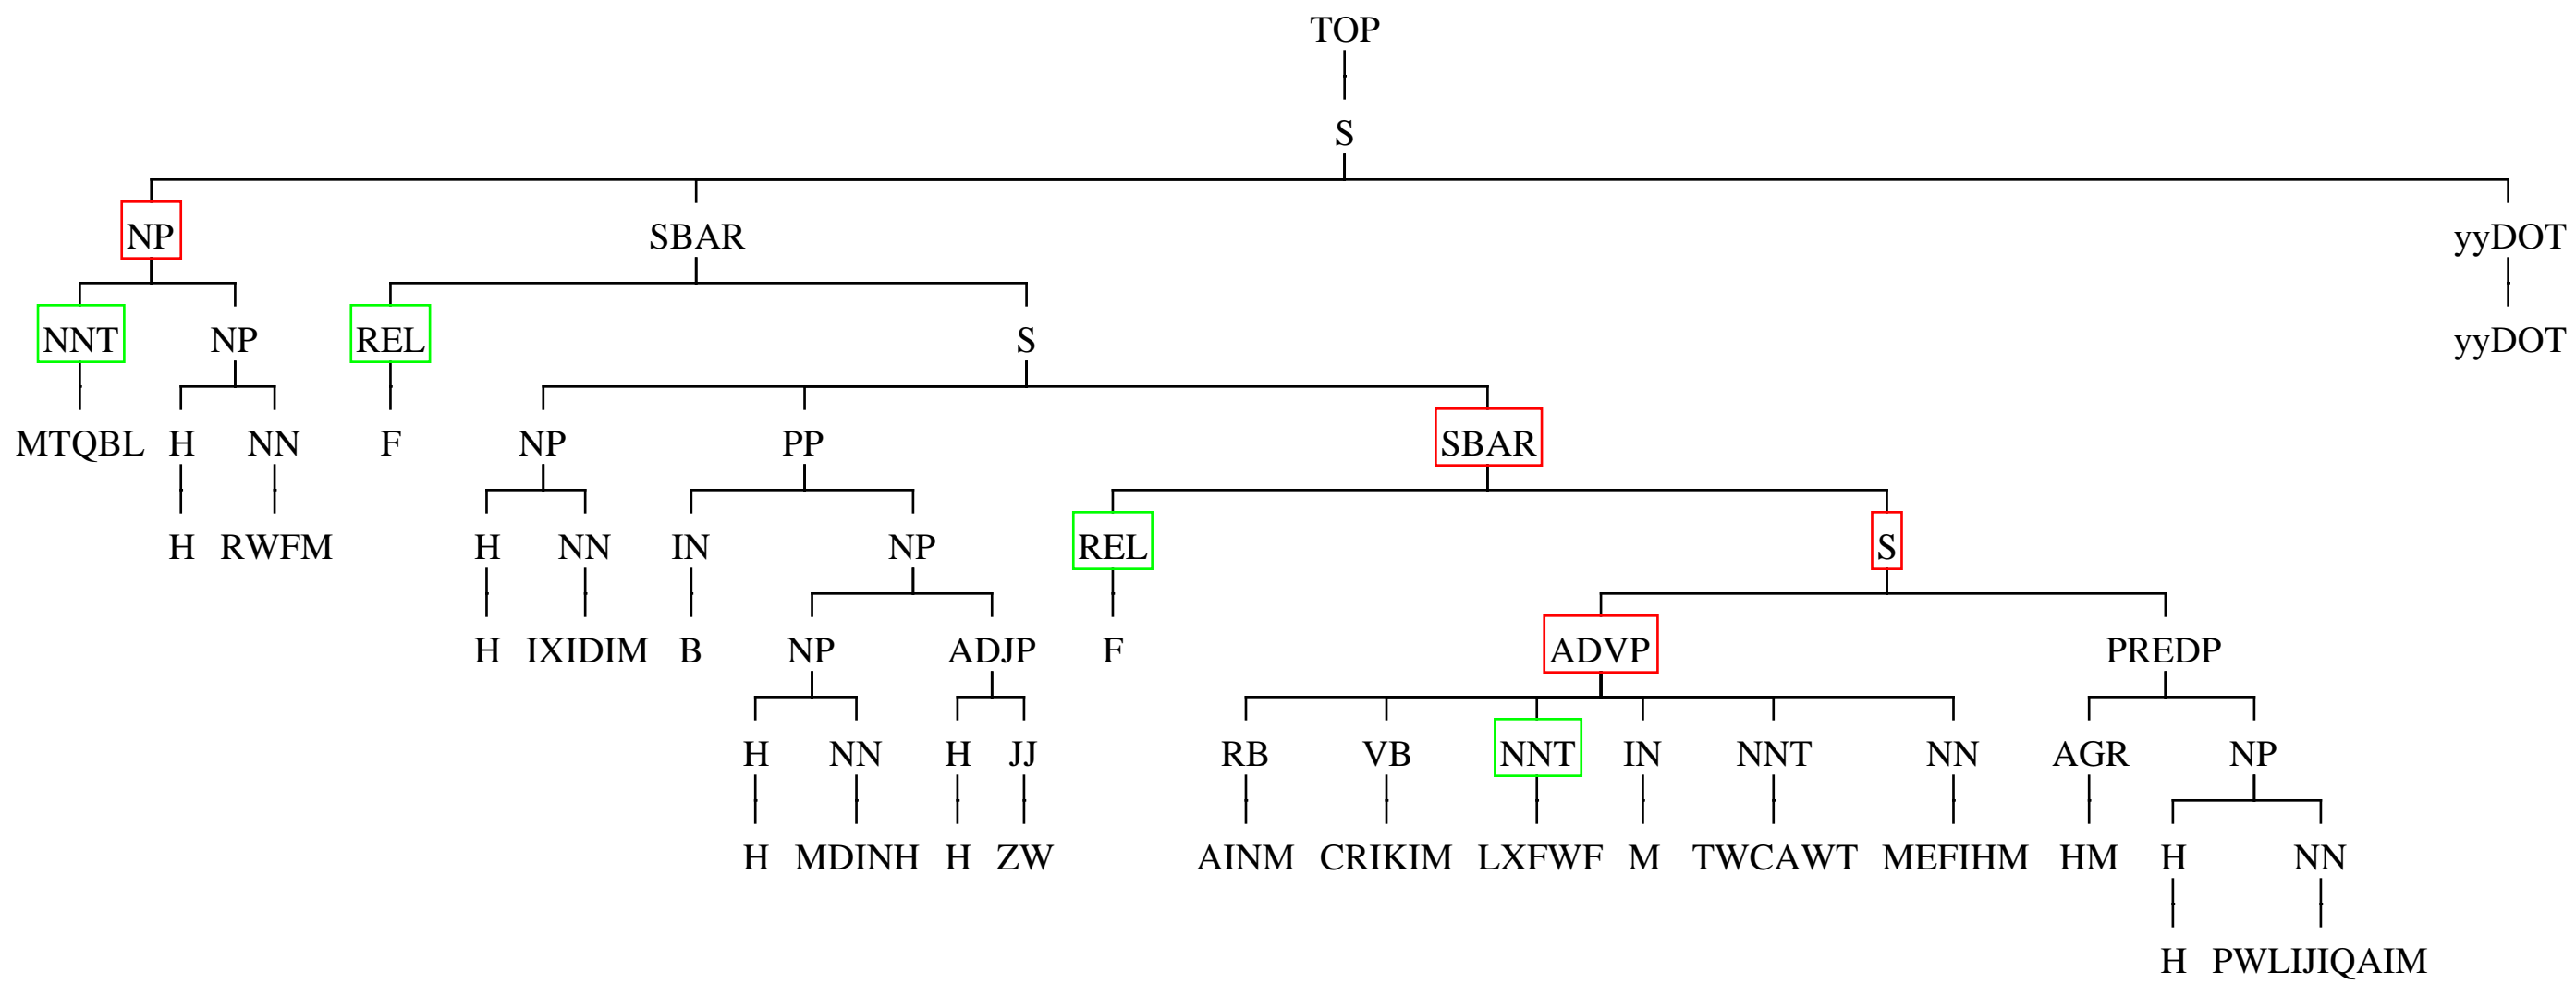 TOP
S
NP SBAR yyDOT
NNT NP REL S yyDOT
MTQBL H NN F NP PP SBAR
H RWFM H NN IN NP REL S
H IXIDIM B NP ADJP F ADVP PREDP
H NN H JJ RB VB NNT IN NNT NN AGR NP
H MDINH H ZW AINM CRIKIM LXFWF M TWCAWT MEFIHM HM H NN
H PWLIJIQAIM